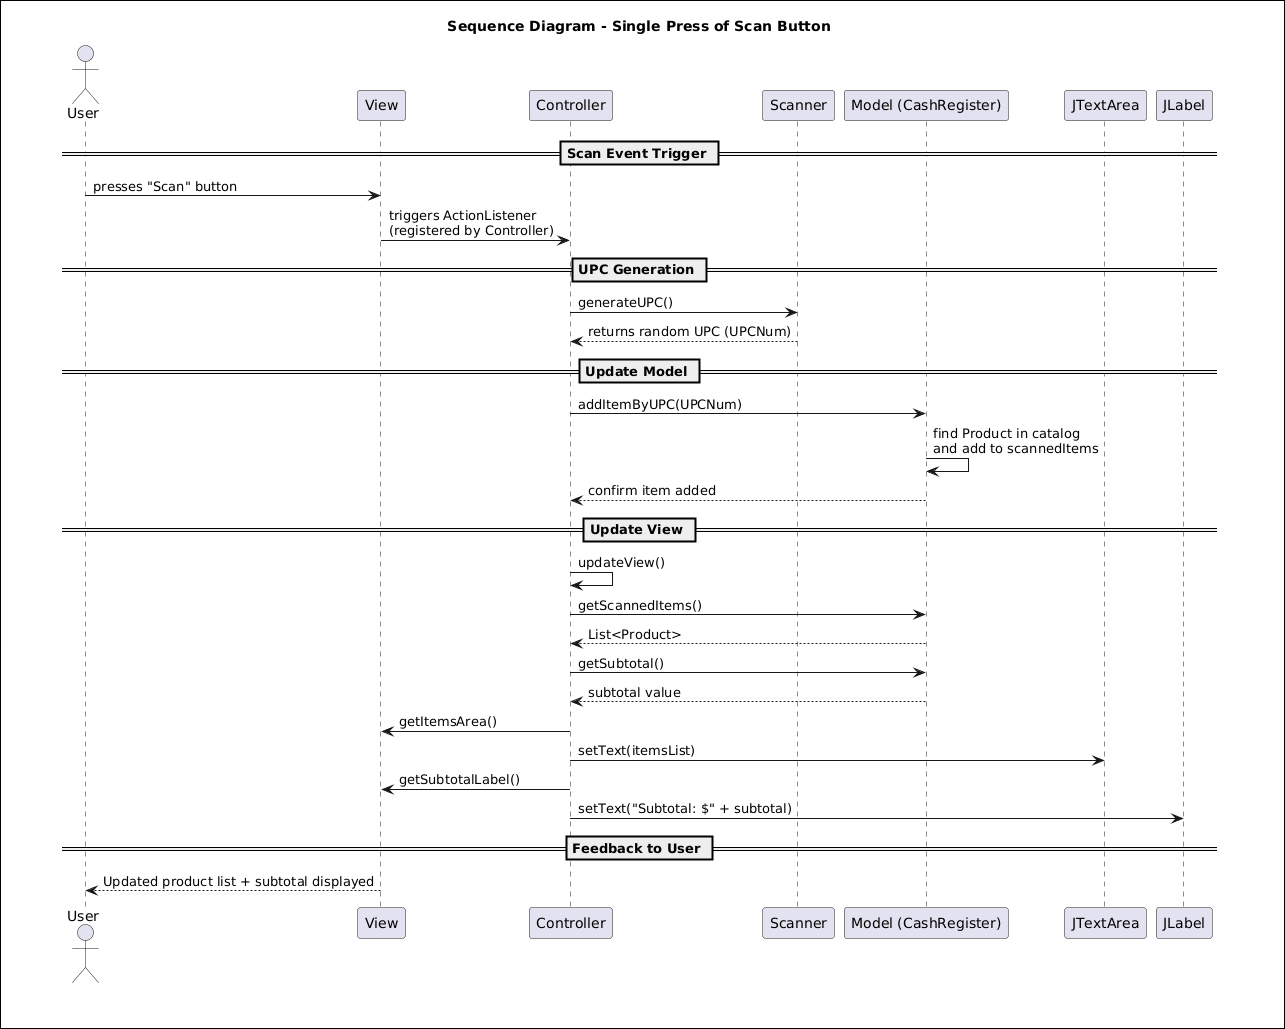 Sequence Diagram - Single Press of Scan Button
User
View
Controller
Scanner
Model (CashRegister)
JTextArea
JLabel
Scan Event Trigger
presses "Scan" button
triggers ActionListener
(registered by Controller)
UPC Generation
generateUPC()
returns random UPC (UPCNum)
Update Model
addItemByUPC(UPCNum)
find Product in catalog
and add to scannedItems
confirm item added
Update View
updateView()
getScannedItems()
List<Product>
getSubtotal()
subtotal value
getItemsArea()
setText(itemsList)
getSubtotalLabel()
setText("Subtotal: $" + subtotal)
Feedback to User
Updated product list + subtotal displayed
User
View
Controller
Scanner
Model (CashRegister)
JTextArea
JLabel